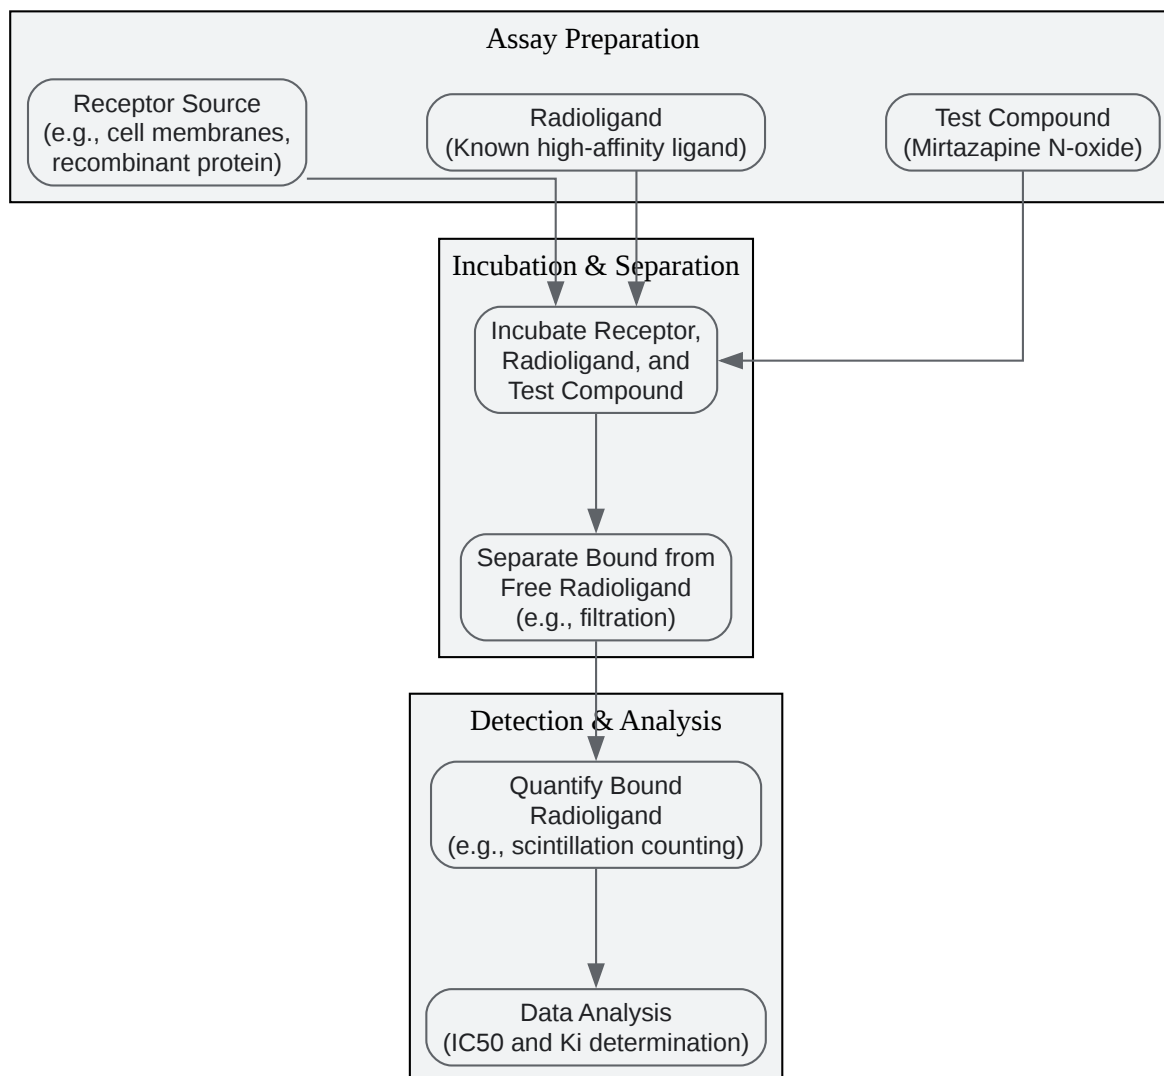 Assay Preparation
Receptor Source
(e.g., cell membranes,
recombinant protein)
Radioligand
(Known high-affinity ligand)
Test Compound
(Mirtazapine N-oxide)
Incubation & Separation
Incubate Receptor,
Radioligand, and
Test Compound
Separate Bound from
Free Radioligand
(e.g., filtration)
Detection & Analysis
Quantify Bound
Radioligand
(e.g., scintillation counting)
Data Analysis
(IC50 and Ki determination)